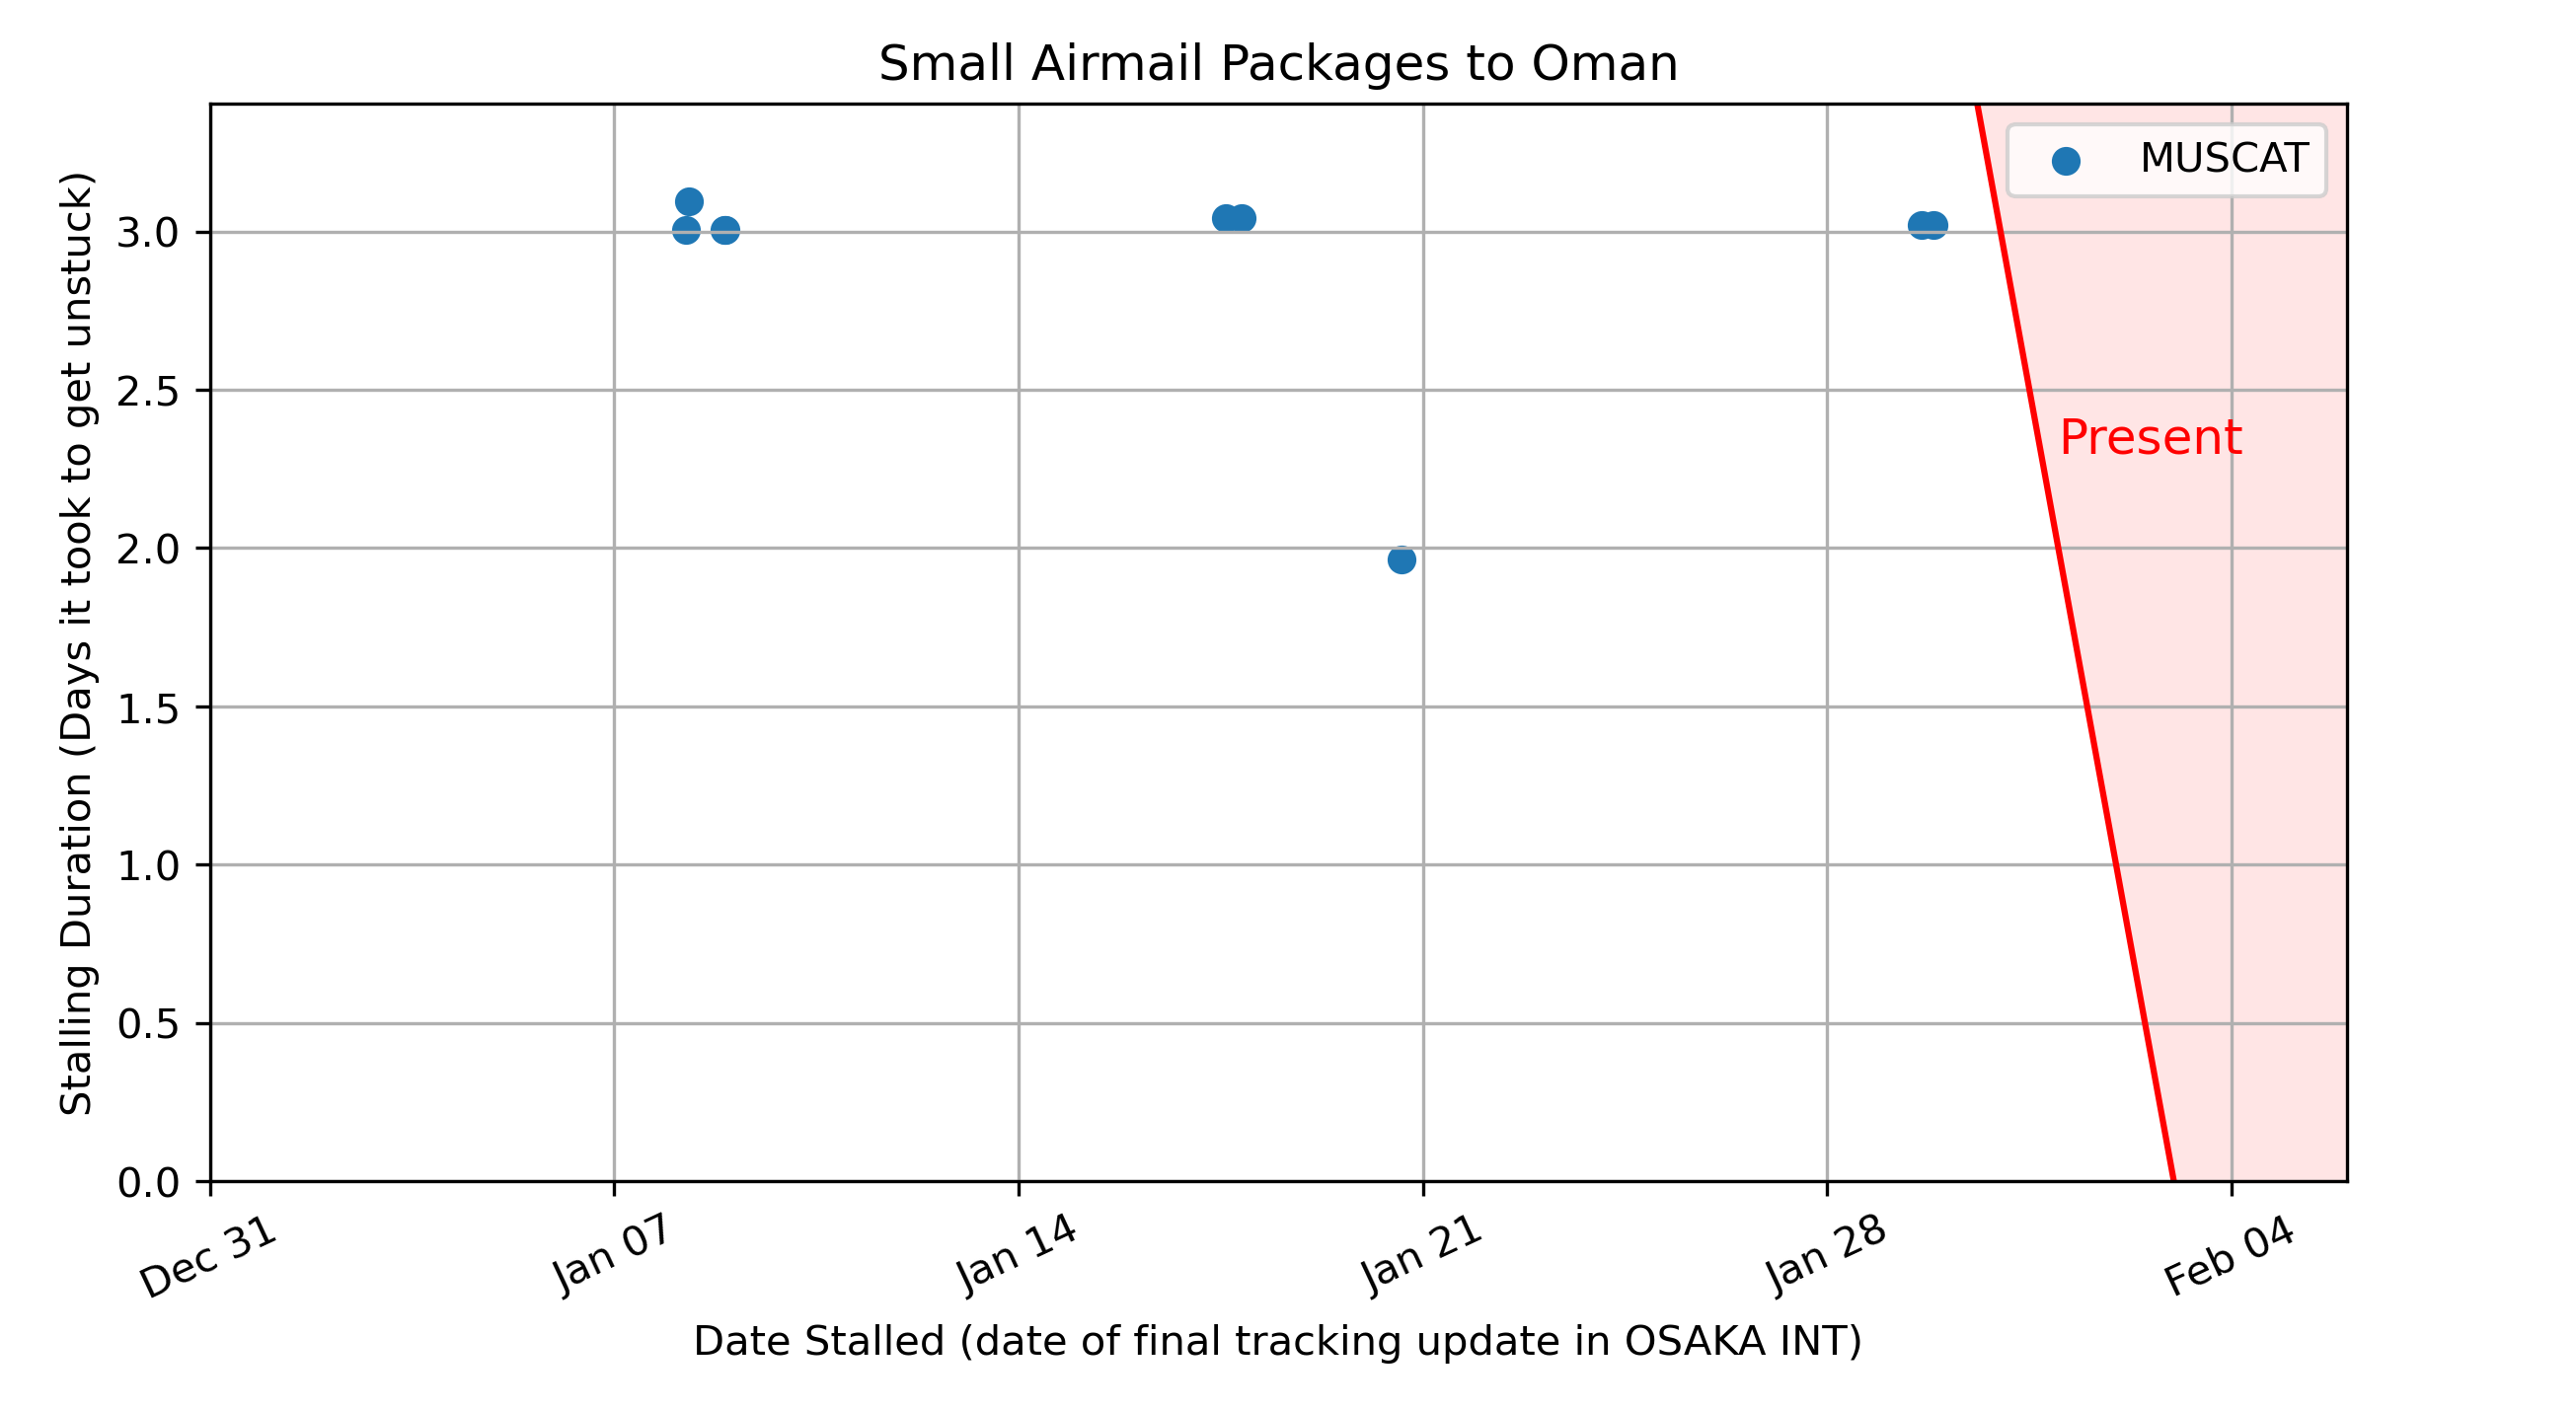 Small Airmail Packages to Oman
MUSCAT
Present
Stalling Duration (Days it took to get unstuck)
3.0
2.5
2.0
1.5
1.0
0.5
0.0
Dec 31
Jan 07
Jan 14
Jan 21
Jan 28
Feb 04
Date Stalled (date of final tracking update in OSAKA INT)